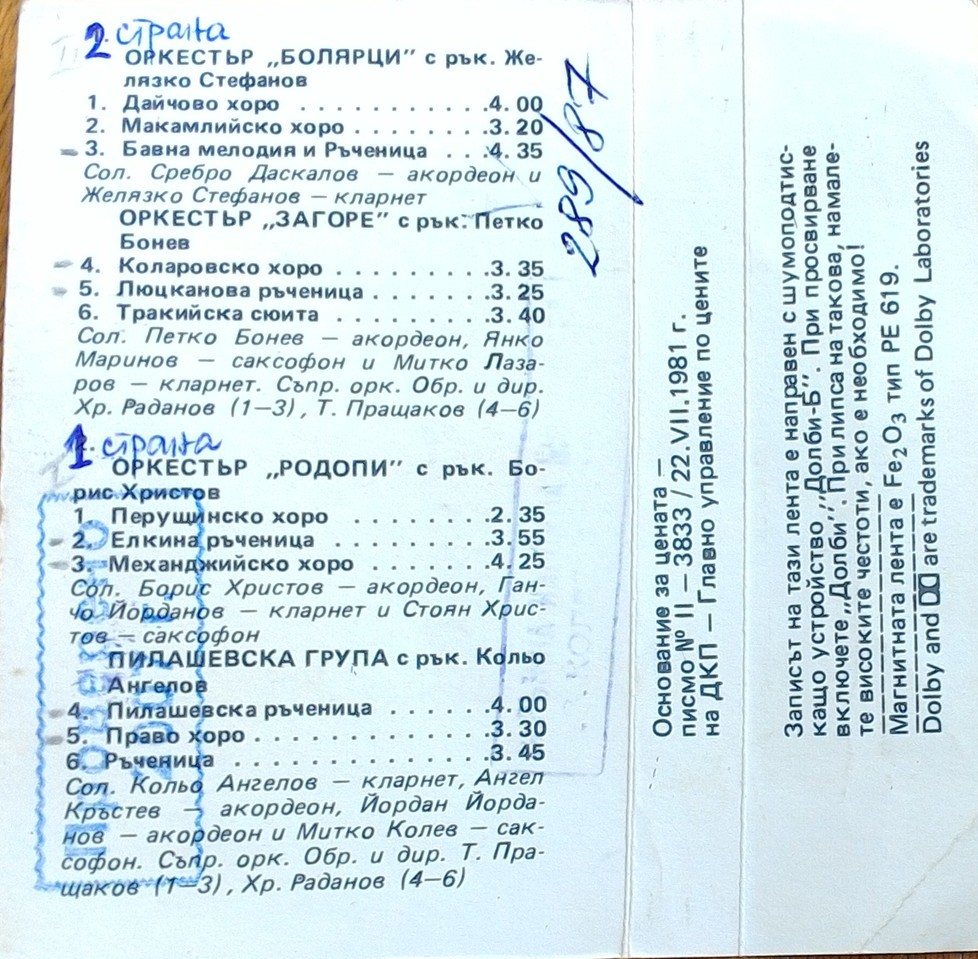 2 страна
ОРКЕСТЪР „БОЛЯРЦИ” с рък. Же-
лязко Стефанов
1. Дайчово хоро . . . . . . . . . . .4. 00
2. Макамлийско хоро . . . . . . . .3. 20
3. Бавна мелодия и Ръченица . . .4. 35
Сол. Сребро Даскалов — акордеон и
Желязко Стефанов — кларнет
ОРКЕСТЪР „ЗАГОРЕ” с рък. Петко
Бонев
4. Коларовско хоро . . . . . . . . . .3. 35
5. Люцканова ръченица . . . . . . .3. 25
6. Тракийска сюита . . . . . . . . . .3. 40
Сол. Петко Бонев — акордеон, Янко
Маринов — саксофон и Митко Лаза-
ров — кларнет. Съпр. орк. Обр. и дир.
Хр. Раданов (1—3), Т. Пращаков (4—6)
1 страна
ОРКЕСТЪР „РОДОПИ” с рък. Бо-
рис Христов
1. Перущинско хоро . . . . . . . .2. 35
2. Елкина ръченица . . . . . . . . .3. 55
3. Механджийско хоро . . . . . . .4. 25
Сол. Борис Христов — акордеон, Ган-
чо Йорданов — кларнет и Стоян Хрис-
тов — саксофон
ПИЛАШЕВСКА ГРУПА с рък. Кольо
Ангелов
4. Пилашевска ръченица . . . . . . .4. 00
5. Право хоро . . . . . . . . . . . . . .3. 30
6. Ръченица . . . . . . . . . . . . . . .3. 45
Сол. Кольо Ангелов — кларнет, Ангел
Кръстев — акордеон, Йордан Йорда-
нов — акордеон и Митко Колев — сак-
софон. Съпр. орк. Обр. и дир. Т. Пра-
щаков (1—3), Хр. Раданов (4—6)
289/87
Основание за цената —
писмо № II — 3833 / 22. VII.1981 г.
на ДКП — Главно управление по цените
Записът на тази лента е направен с шумоподтис-
кащо устройство „Долби-Б”. При просвирване
включете „Долби”. При липса на такова, намале-
те високите честоти, ако е необходимо!
Магнитната лента е Fe2O3 тип PE 619.
Dolby and are trademarks of Dolby Laboratories